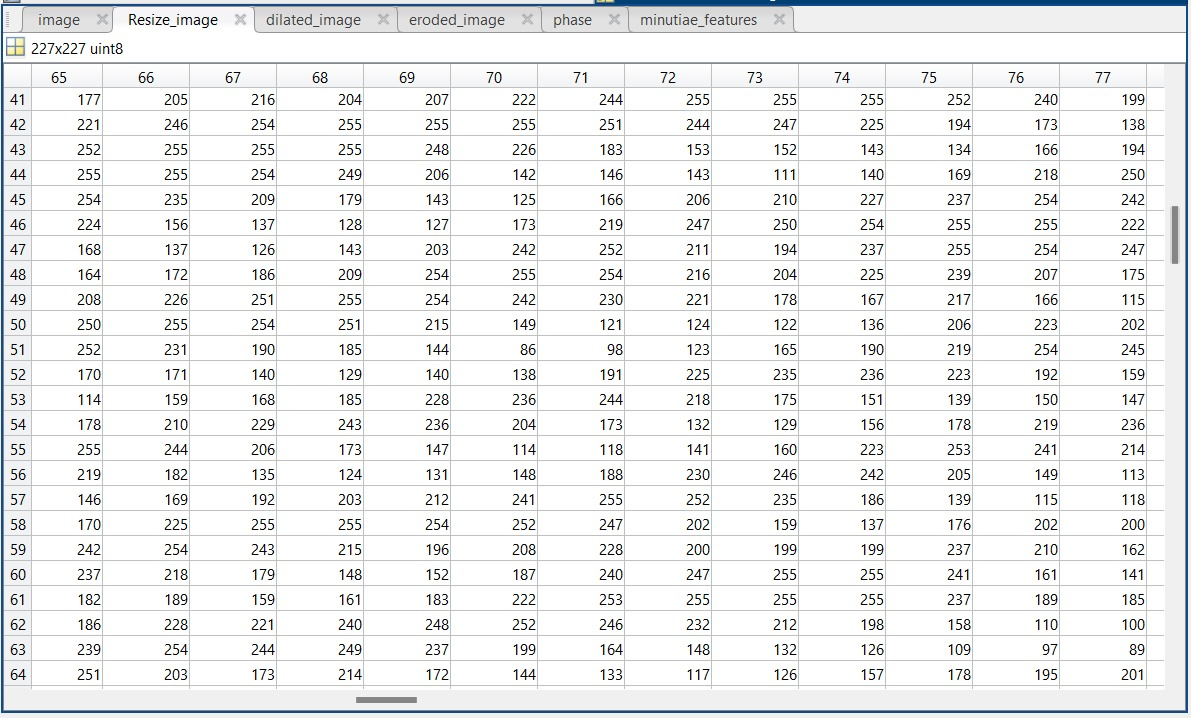 image Resize_image dilated_image eroded_image phase minutiae_features
227x227 uint8
65 66 67 68 69 70 71 72 73 74 75 76 77
41 177 205 216 204 207 222 244 255 255 255 252 240 199
42 221 246 254 255 255 255 251 244 247 225 194 173 138
43 252 255 255 255 248 226 183 153 152 143 134 166 194
44 255 255 254 249 206 142 146 143 111 140 169 218 250
45 254 235 209 179 143 125 166 206 210 227 237 254 242
46 224 156 137 128 127 173 219 247 250 254 255 255 222
47 168 137 126 143 203 242 252 211 194 237 255 254 247
48 164 172 186 209 254 255 254 216 204 225 239 207 175
49 208 226 251 255 254 242 230 221 178 167 217 166 115
50 250 255 254 251 215 149 121 124 122 136 206 223 202
51 252 231 190 185 144 86 98 123 165 190 219 254 245
52 170 171 140 129 140 138 191 225 235 236 223 192 159
53 114 159 168 185 228 236 244 218 175 151 139 150 147
54 178 210 229 243 236 204 173 132 129 156 178 219 236
55 255 244 206 173 147 114 118 141 160 223 253 241 214
56 219 182 135 124 131 148 188 230 246 242 205 149 113
57 146 169 192 203 212 241 255 252 235 186 139 115 118
58 170 225 255 255 254 252 247 202 159 137 176 202 200
59 242 254 243 215 196 208 228 200 199 199 237 210 162
60 237 218 179 148 152 187 240 247 255 255 241 161 141
61 182 189 159 161 183 222 253 255 255 255 237 189 185
62 186 228 221 240 248 252 246 232 212 198 158 110 100
63 239 254 244 249 237 199 164 148 132 126 109 97 89
64 251 203 173 214 172 144 133 117 126 157 178 195 201